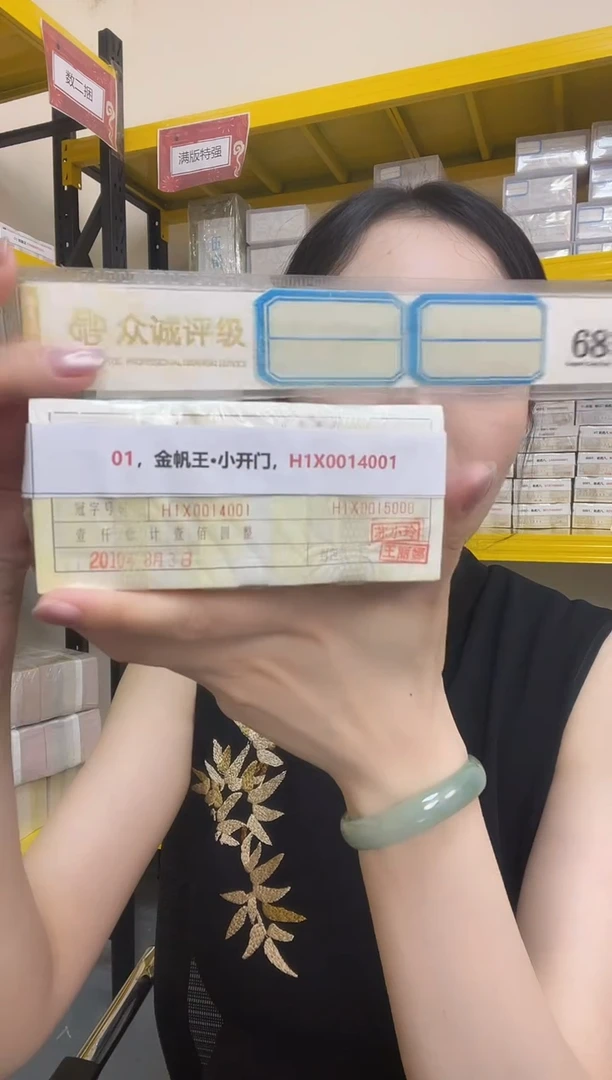 数二捆
满版特强
众诚评级
68
01，金帆王•小开门，H1X0014001
冠字号 H1X0014001 H1X0015000
壹仟 计壹佰圆整
2010年8月3日